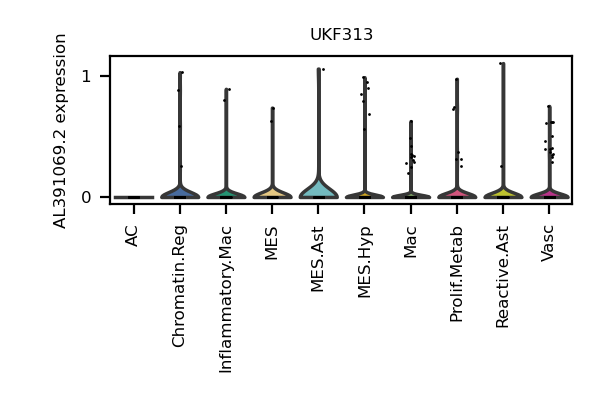 UKF313
AL391069.2 expression
1
0
AC
Chromatin.Reg
Inflammatory.Mac
MES
MES.Ast
MES.Hyp
Mac
Prolif.Metab
Reactive.Ast
Vasc